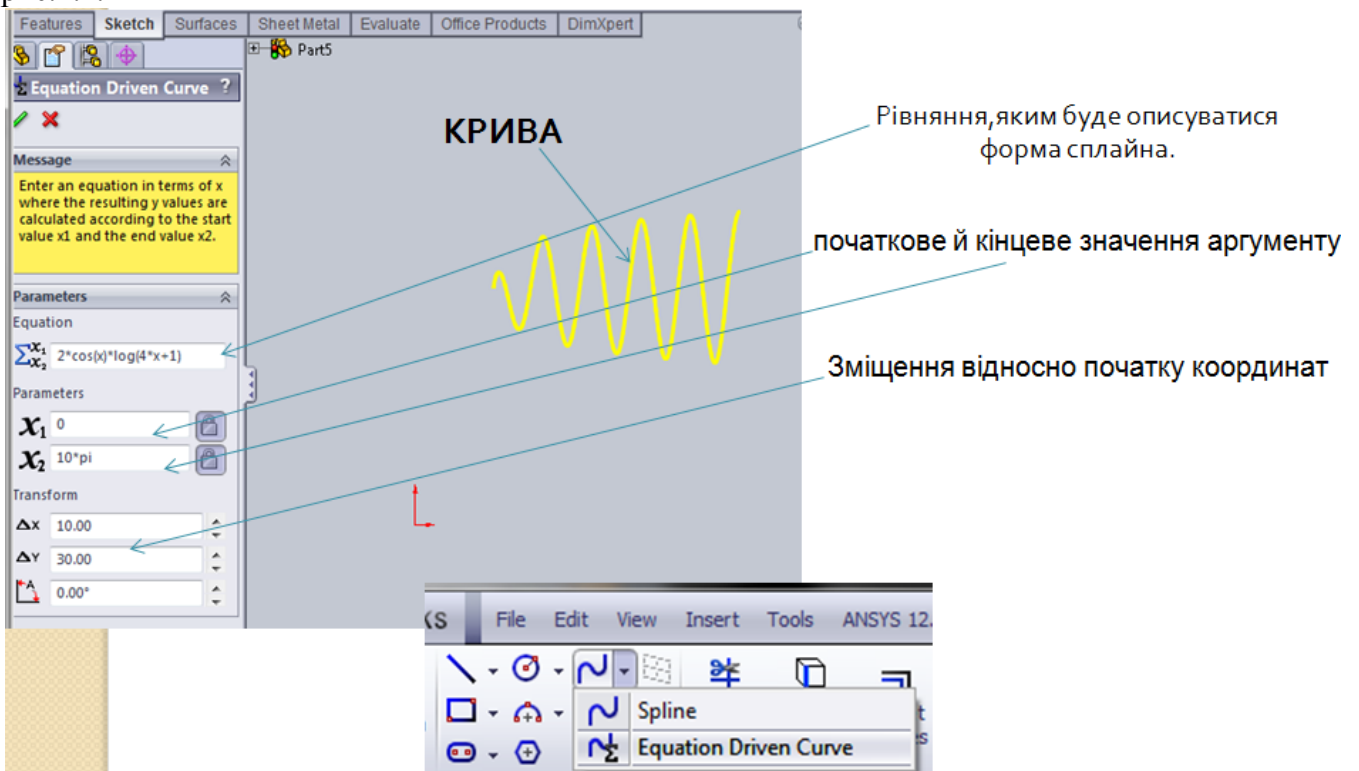 Features Sketch Surfaces Sheet Metal Evaluate Office Products DimXpert
Part5
Equation Driven Curve ?
Message
Enter an equation in terms of x
where the resulting y values are
calculated according to the start
value x1 and the end value x2.
Parameters
Equation
2*cos(x)*log(4*x+1)
Parameters
X1 0
X2 10*pi
Transform
ΔX 10.00
ΔY 30.00
A 0.00°
КРИВА
Рівняння,яким буде описуватися
форма сплайна.
початкове й кінцеве значення аргументу
Зміщення відносно початку координат
KS File Edit View Insert Tools ANSYS 12.
Spline
Equation Driven Curve